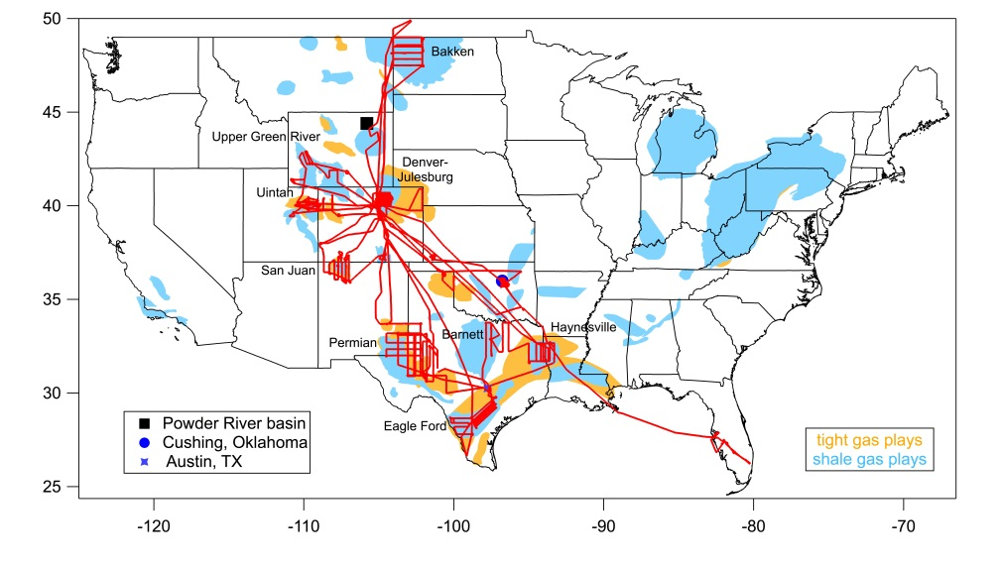 50
45
40
35
30
25
-120
-110
-100
-90
-80
-70
Bakken
Upper Green River
Denver-
Julesburg
Uintan
San Juan
Haynesville
Barnett
Permian
Eagle Ford
Powder River basin
Cushing, Oklahoma
Austin, TX
tight gas plays
shale gas plays